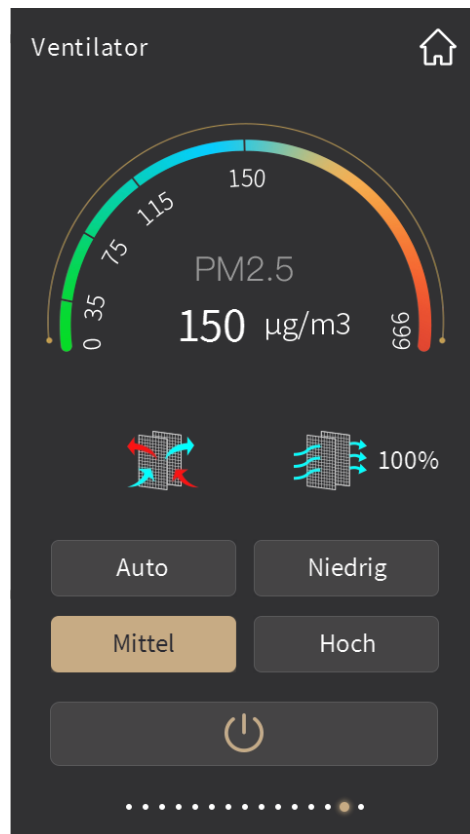 Ventilator
150
115
75
35
0
999
PM2.5
150 μg/m3
100%
Auto
Niedrig
Mittel
Hoch